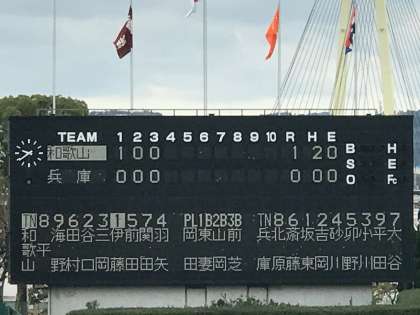 TEAM 1 2 3 4 5 6 7 8 9 10 R H E
和歌山 1 0 0 1 2 0
兵庫 0 0 0 0 0 0
B S O
H E Fc
TN 8 9 6 2 3 1 5 7 4 PL 1B 2B 3B TN 8 6 1 2 4 5 3 9 7
和 海田谷三伊前関羽 岡東山前 兵北斎坂吉砂卯小平太
歌平
山 野村口岡藤田田矢 田妻岡芝 庫原藤東岡川野川田谷